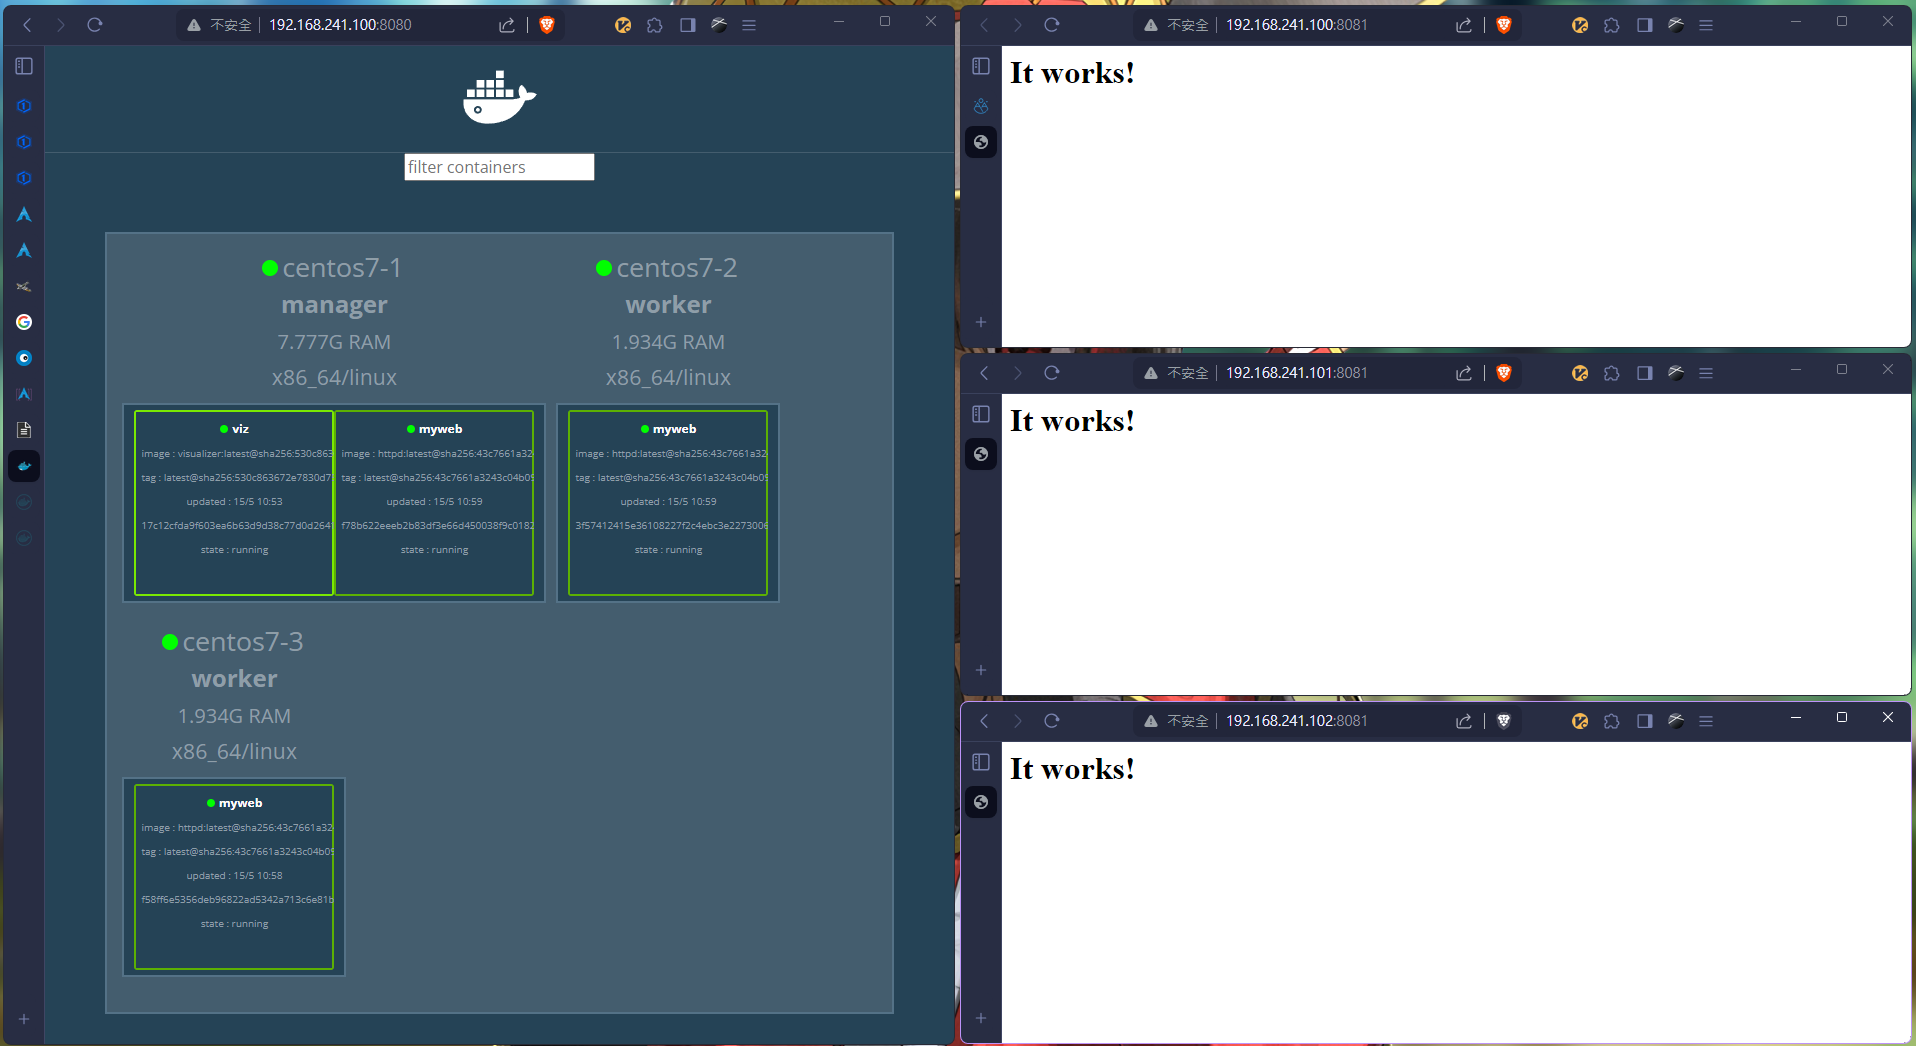 不安全 192.168.241.100:8080
filter containers
centos7-1
manager
7.777G RAM
x86_64/linux
viz
image : visualizer:latest@sha256:530c863
tag : latest@sha256:530c863672e7830d7
updated : 15/5 10:53
17c12cfda9f603ea6b63d9d38c77d0d264
state : running
myweb
image : httpd:latest@sha256:43c7661a32
tag : latest@sha256:43c7661a3243c04b09
updated : 15/5 10:59
f78b622eeeb2b83df3e66d450038f9c0182
state : running
centos7-2
worker
1.934G RAM
x86_64/linux
myweb
image : httpd:latest@sha256:43c7661a32
tag : latest@sha256:43c7661a3243c04b09
updated : 15/5 10:59
3f57412415e36108227f2c4ebc3e2273006
state : running
centos7-3
worker
1.934G RAM
x86_64/linux
myweb
image : httpd:latest@sha256:43c7661a32
tag : latest@sha256:43c7661a3243c04b09
updated : 15/5 10:58
f58ff6e5356deb96822ad5342a713c6e81b
state : running
不安全 192.168.241.100:8081
It works!
不安全 192.168.241.101:8081
It works!
不安全 192.168.241.102:8081
It works!